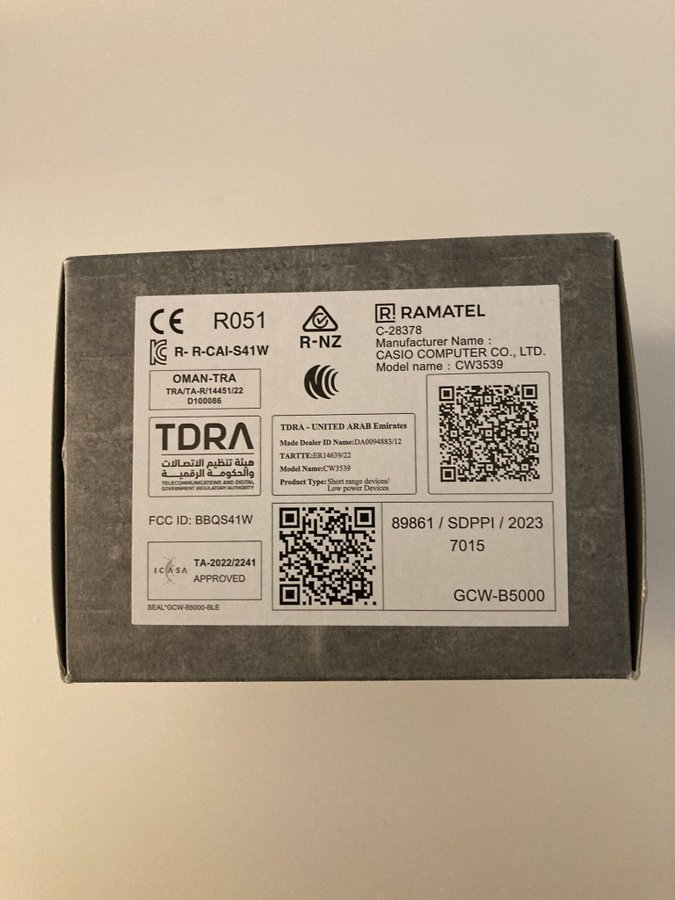 CE R051
R-NZ
R- R-CAI-S41W
OMAN-TRA
TRA/TA-R/14451/22
D100086
TDRA
هيئة تنظيم الاتصالات
والحكومة الرقمية
TELECOMMUNICATIONS AND DIGITAL
GOVERNMENT REGULATORY AUTHORITY
FCC ID: BBQS41W
ICASA
TA-2022/2241
APPROVED
SEAL*GCW-B5000-BLE
TDRA - UNITED ARAB Emirates
Made Dealer ID Name:DA0094883/12
TARTTE:ER14639/22
Model Name:CW3539
Product Type: Short range devices/
Low power Devices
R! RAMATEL
C-28378
Manufacturer Name :
CASIO COMPUTER CO., LTD.
Model name : CW3539
89861 / SDPPI / 2023
7015
GCW-B5000